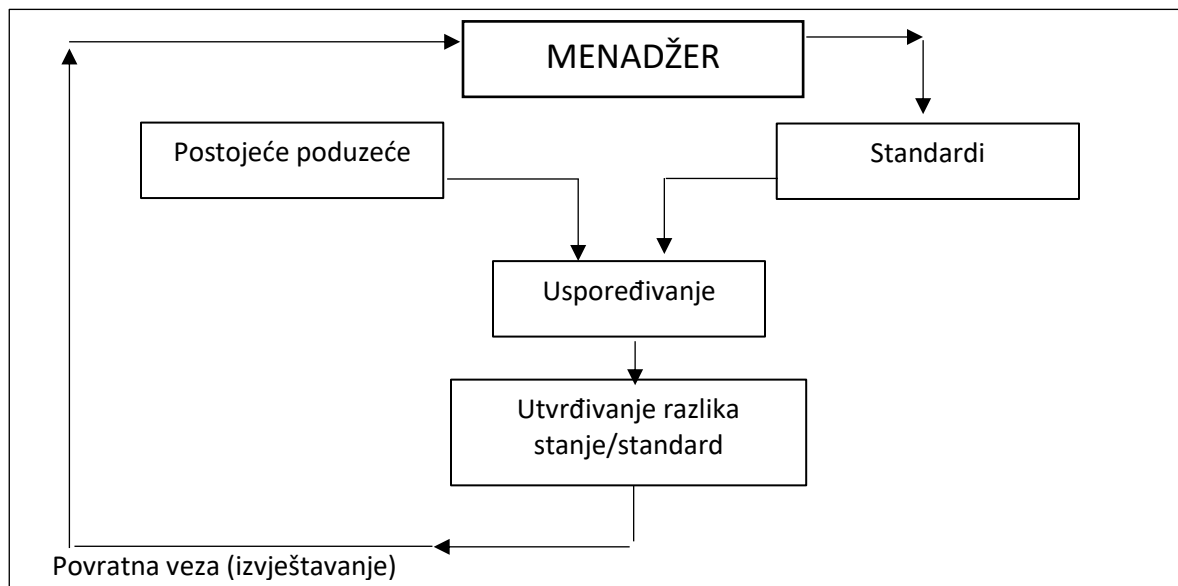 MENADŽER
Postojeće poduzeće
Standardi
Uspoređivanje
Utvrđivanje razlika
stanje/standard
Povratna veza (izvještavanje)